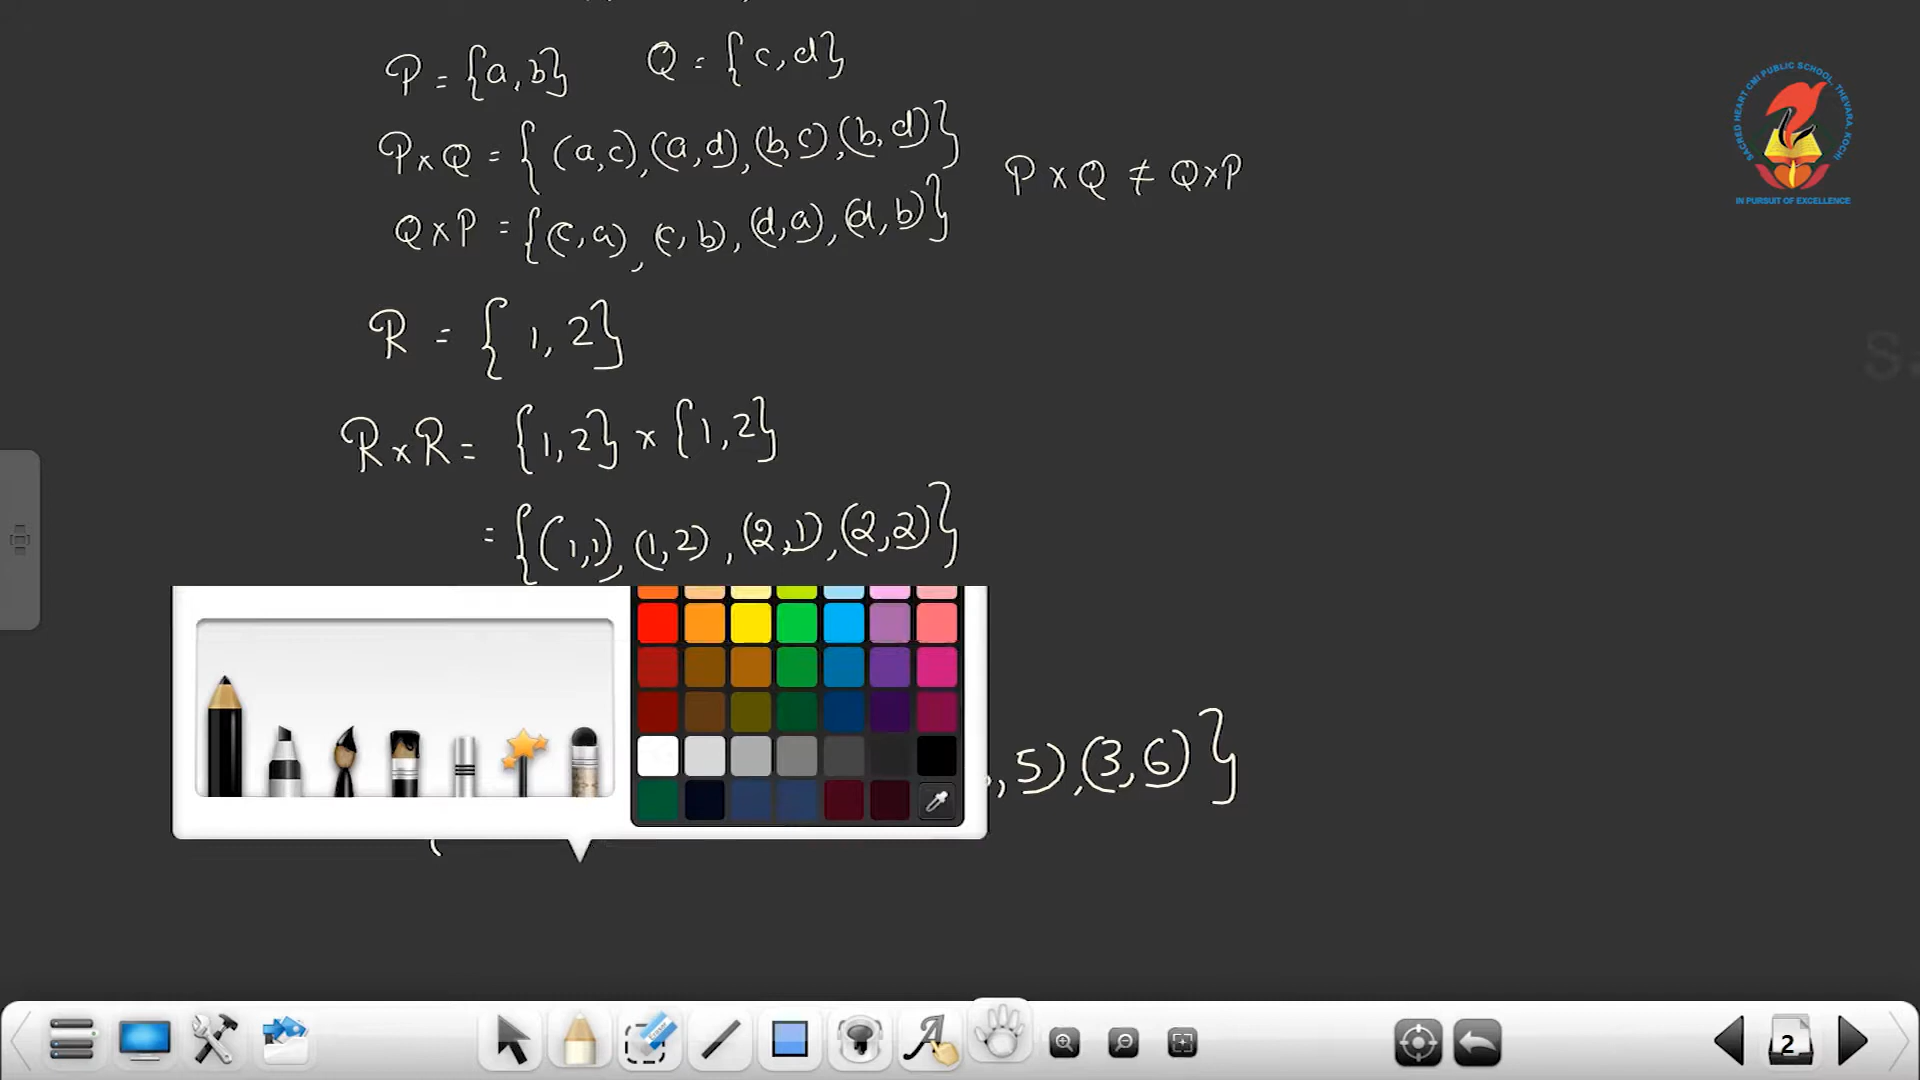 P = {a, b} Q = {c, d}
P×Q = {(a,c),(a,d),(b,c),(b,d)}
P×Q ≠ Q×P
Q×P = {(c,a),(c,b),(d,a),(d,b)}
R = {1,2}
R×R = {1,2} × {1,2}
= {(1,1),(1,2),(2,1),(2,2)}
,5),(3,6)}
SACRED HEART CMI PUBLIC SCHOOL, THEVARA, KOCHI
IN PURSUIT OF EXCELLENCE
S
2